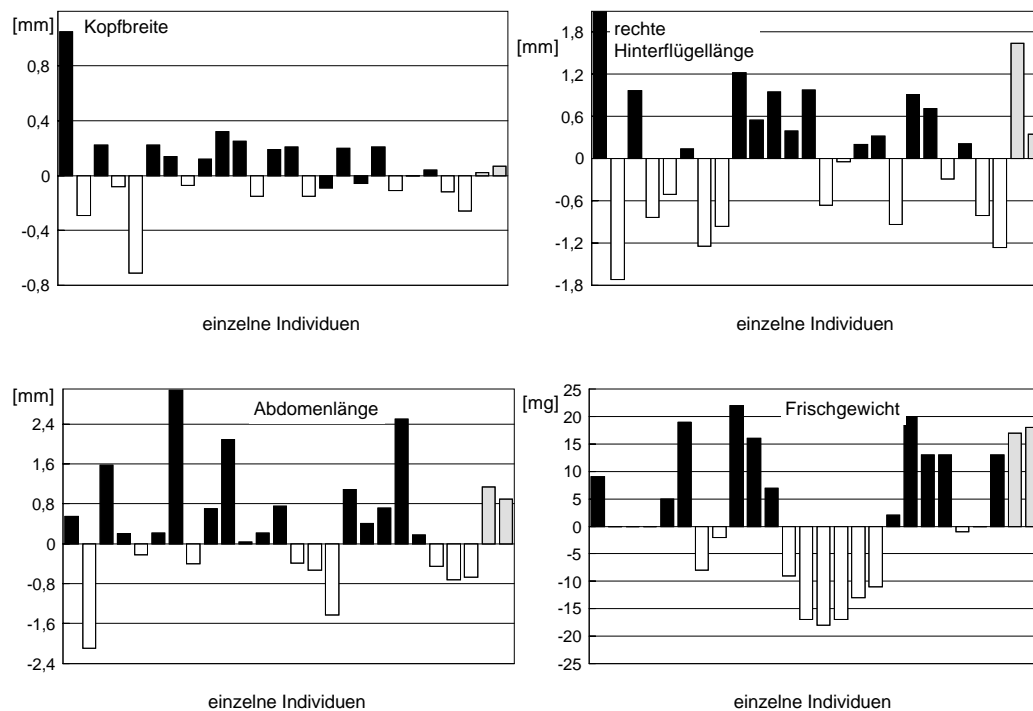 [mm]
Kopfbreite
0,8
0,4
0
-0,4
-0,8
einzelne Individuen
[mm]
rechte
Hinterflügellänge
1,8
1,2
0,6
0
-0,6
-1,2
-1,8
einzelne Individuen
[mm]
Abdomenlänge
2,4
1,6
0,8
0
-0,8
-1,6
-2,4
einzelne Individuen
[mg]
Frischgewicht
25
20
15
10
5
0
-5
-10
-15
-20
-25
einzelne Individuen